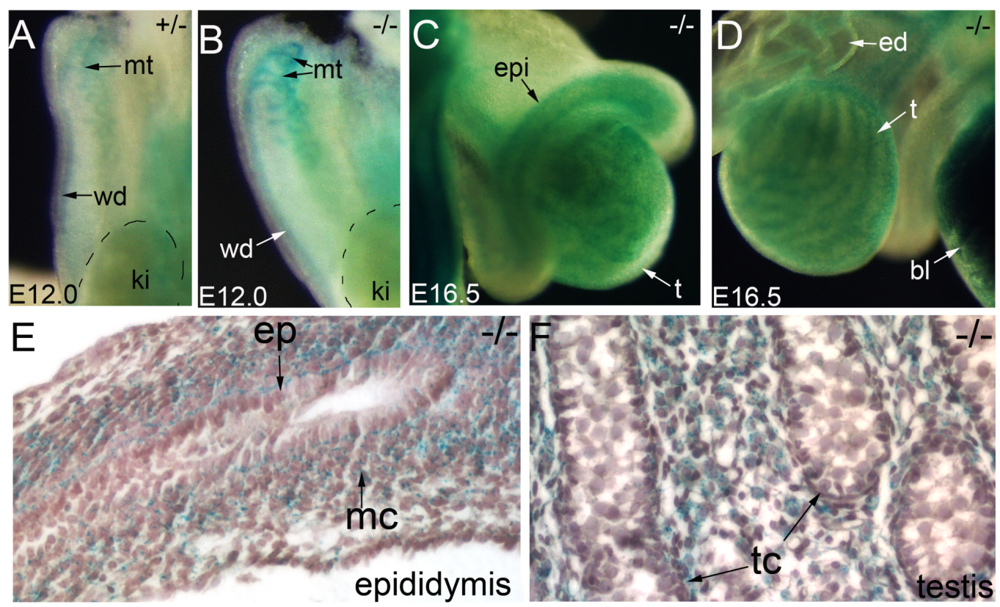 A
+/-
mt
wd
ki
E12.0
B
-/-
mt
wd
ki
E12.0
C
-/-
epi
t
E16.5
D
-/-
ed
t
bl
E16.5
E
ep
-/-
mc
epididymis
F
-/-
tc
testis